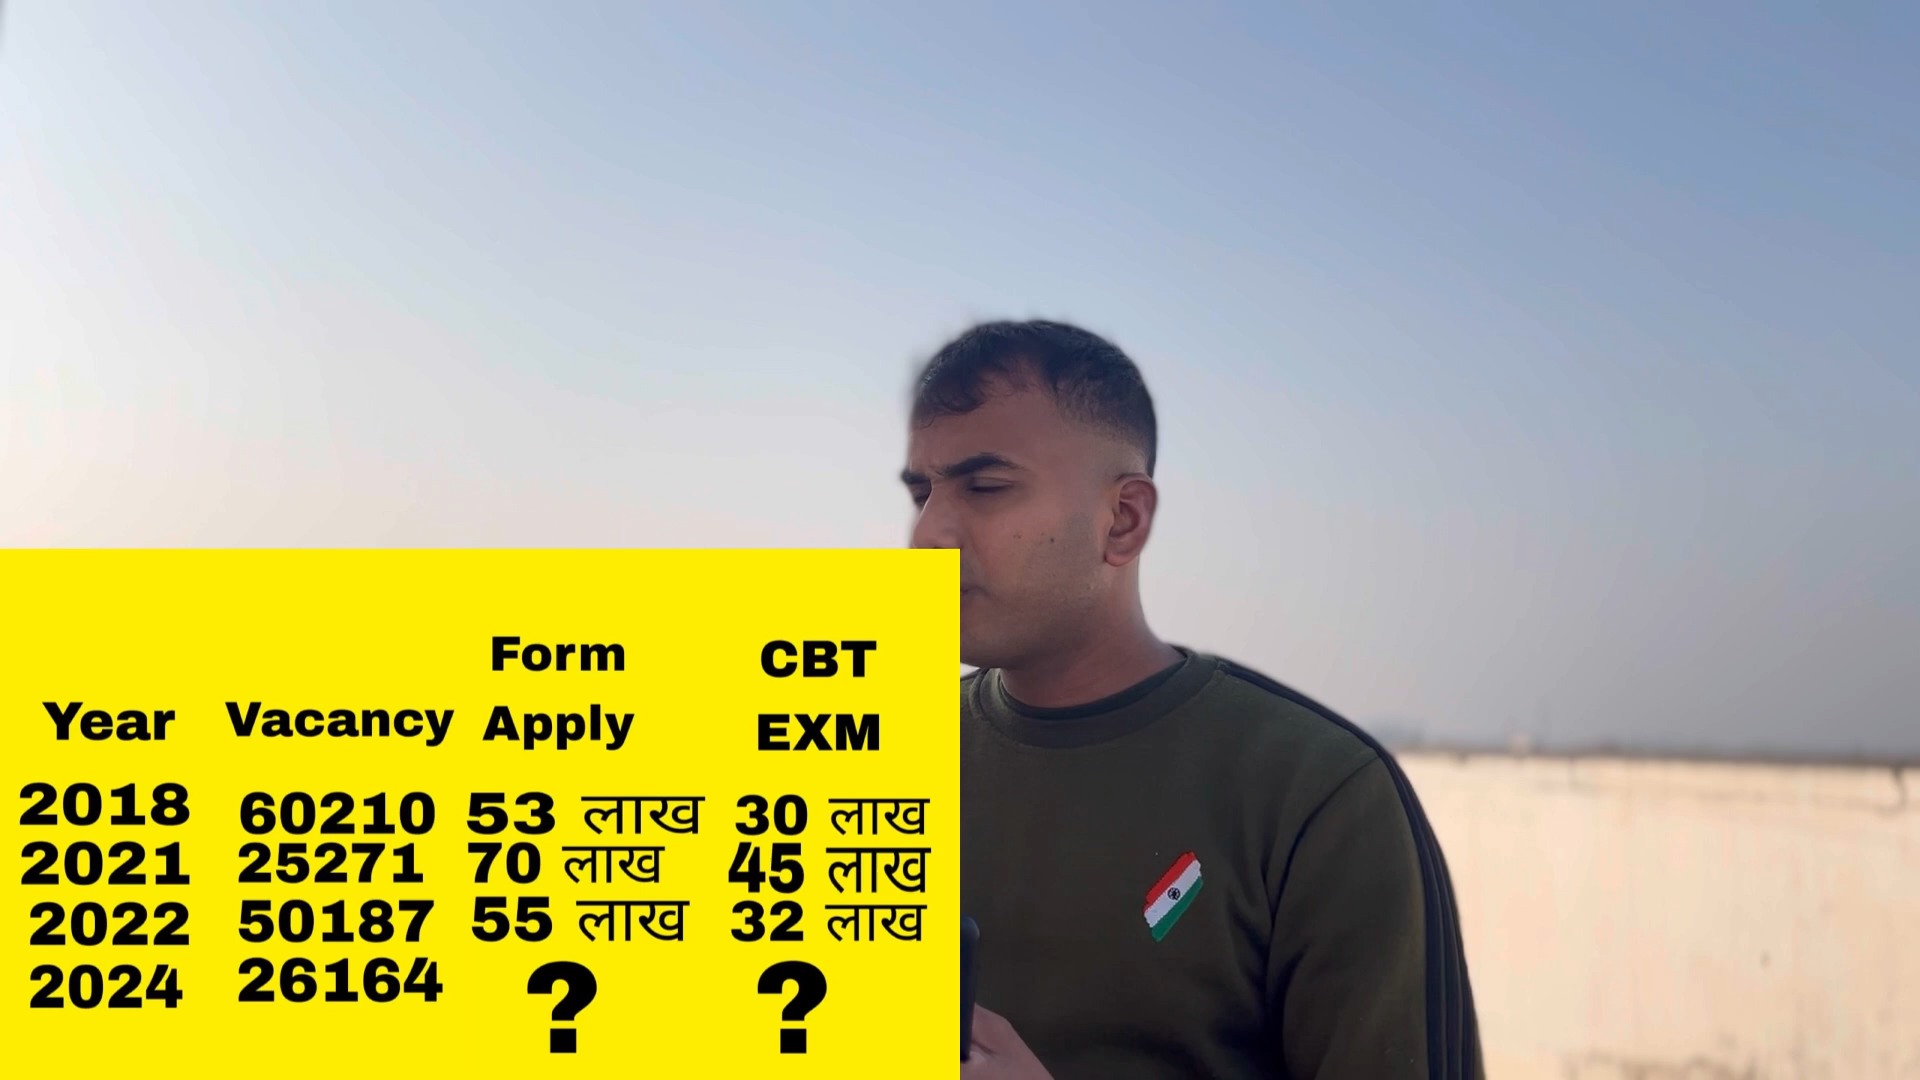 Year Vacancy Form Apply CBT EXM
2018 60210 53 लाख 30 लाख
2021 25271 70 लाख 45 लाख
2022 50187 55 लाख 32 लाख
2024 26164 ? ?